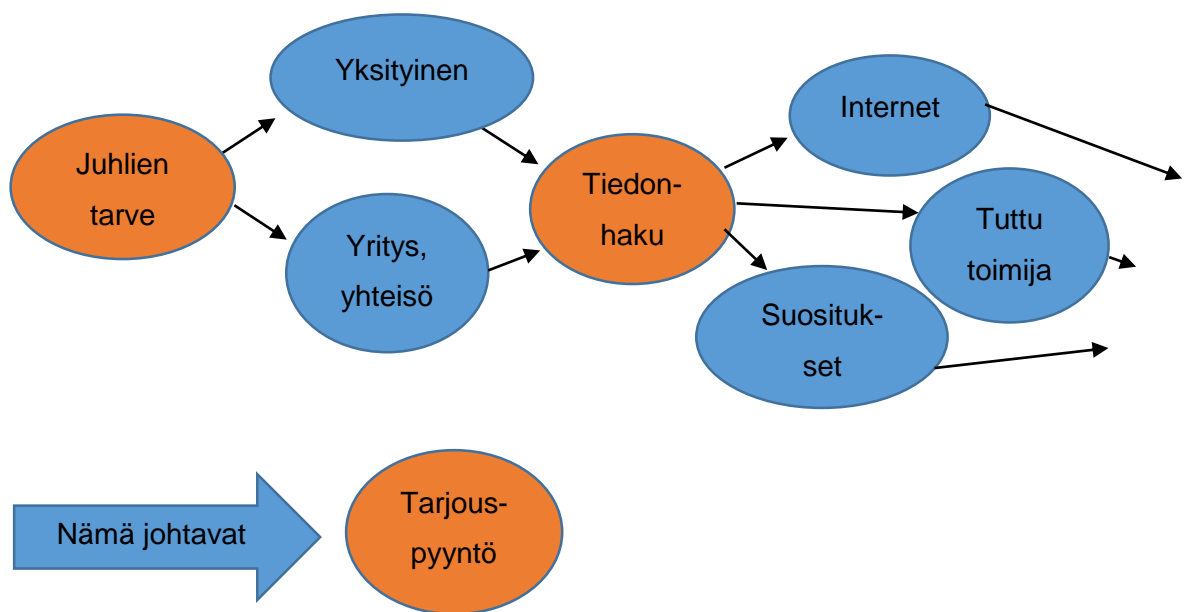 Juhlien
tarve
Yksityinen
Yritys,
yhteisö
Tiedon-
haku
Internet
Tuttu
toimija
Suosituk-
set
Nämä johtavat
Tarjous-
pyyntö